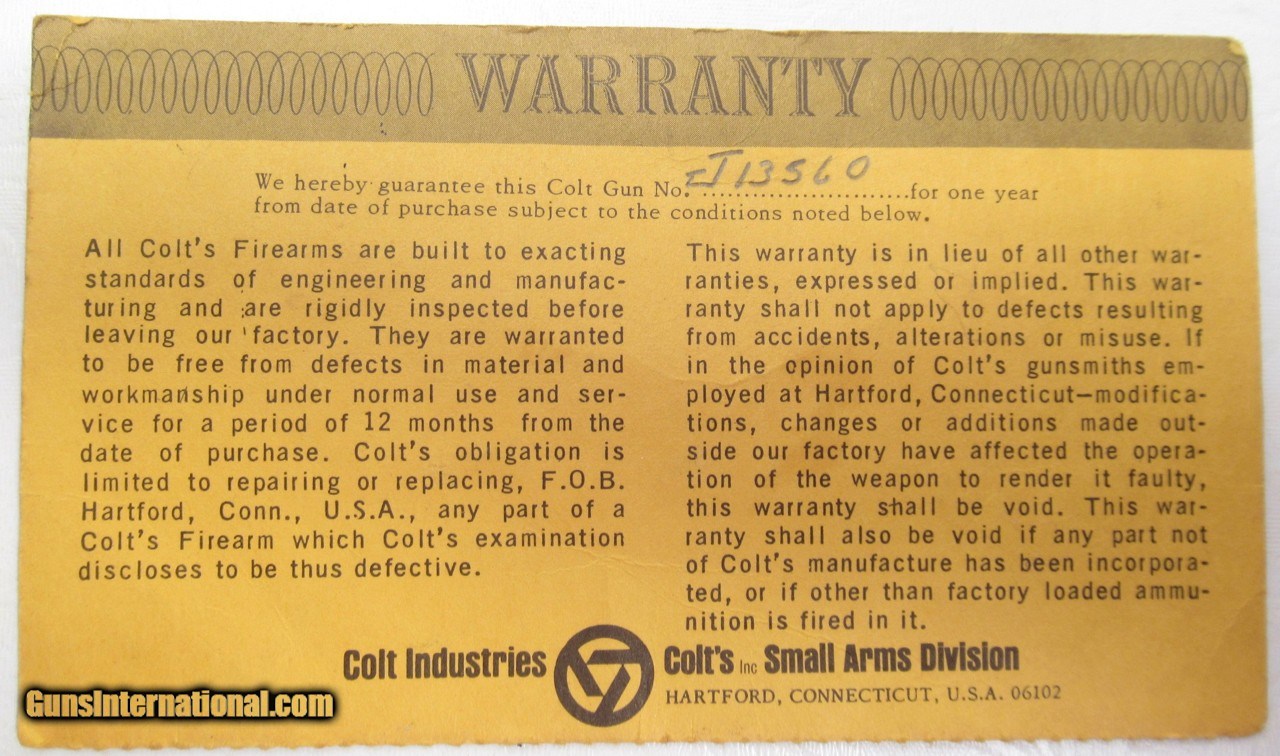 WARRANTY
We hereby guarantee this Colt Gun No. J13560 for one year
from date of purchase subject to the conditions noted below.
All Colt's Firearms are built to exacting
standards of engineering and manufac-
turing and are rigidly inspected before
leaving our factory. They are warranted
to be free from defects in material and
workmanship under normal use and ser-
vice for a period of 12 months from the
date of purchase. Colt's obligation is
limited to repairing or replacing, F.O.B.
Hartford, Conn., U.S.A., any part of a
Colt's Firearm which Colt's examination
discloses to be thus defective.
This warranty is in lieu of all other war-
ranties, expressed or implied. This war-
ranty shall not apply to defects resulting
from accidents, alterations or misuse. If
in the opinion of Colt's gunsmiths em-
ployed at Hartford, Connecticut—modifica-
tions, changes or additions made out-
side our factory have affected the opera-
tion of the weapon to render it faulty,
this warranty shall be void. This war-
ranty shall also be void if any part not
of Colt's manufacture has been incorpora-
ted, or if other than factory loaded ammu-
nition is fired in it.
Colt Industries
Colt's Inc Small Arms Division
HARTFORD, CONNECTICUT, U.S.A. 06102
GunsInternational.com